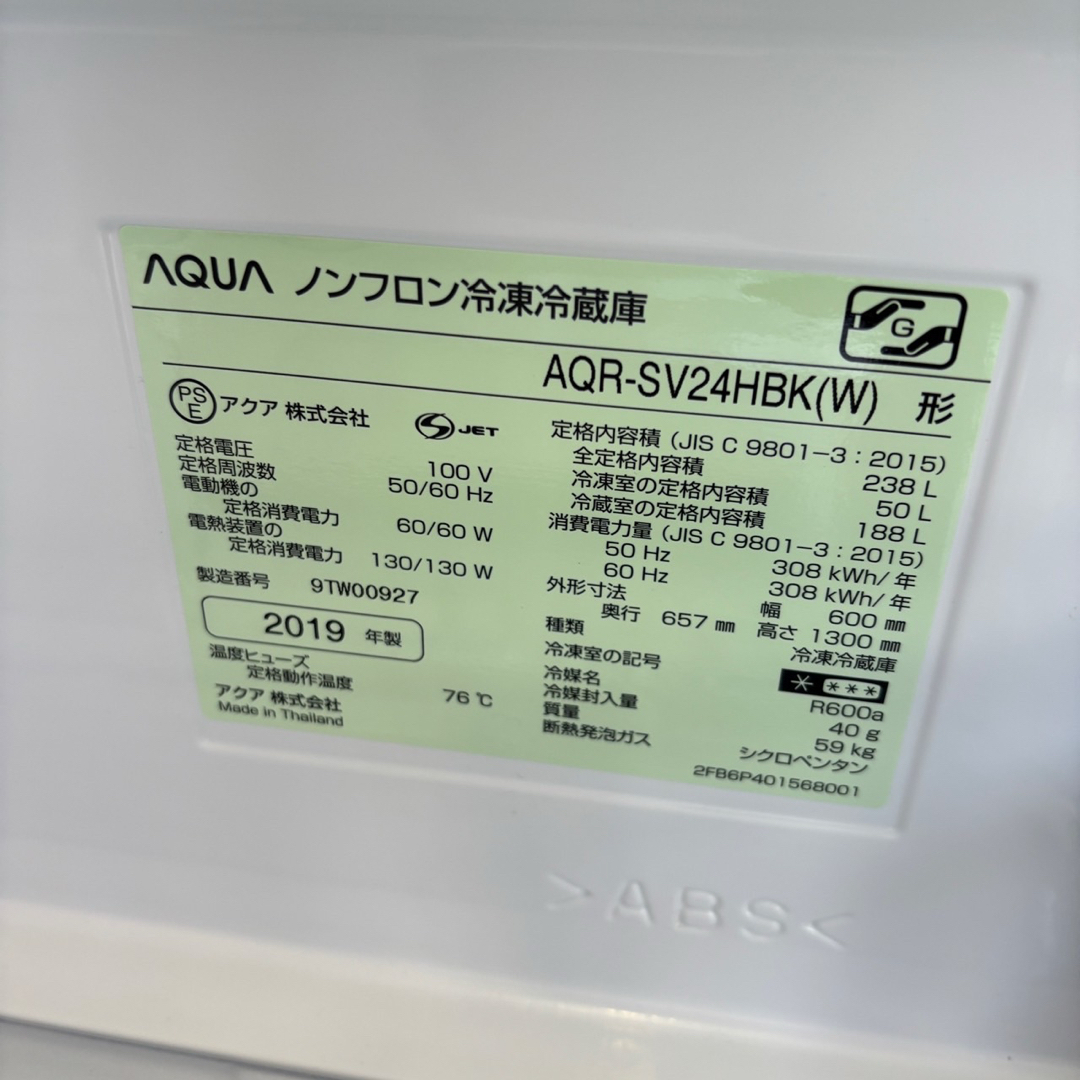 AQUA ノンフロン冷凍冷蔵庫
G
AQR-SV24HBK(W) 形
PS
E
アクア 株式会社
JET
定格電圧 100 V
定格周波数 50/60 Hz
電動機の
定格消費電力 60/60 W
電熱装置の
定格消費電力 130/130 W
製造番号 9TW00927
2019 年製
温度ヒューズ
定格動作温度 76 ℃
アクア 株式会社
Made in Thailand
定格内容積 (JIS C 9801-3 : 2015)
全定格内容積 238 L
冷凍室の定格内容積 50 L
冷蔵室の定格内容積 188 L
消費電力量 (JIS C 9801-3 : 2015)
50 Hz 308 kWh/年
60 Hz 308 kWh/年
外形寸法 幅 600 ㎜
奥行 657 ㎜ 高さ 1300 ㎜
種類 冷凍冷蔵庫
冷凍室の記号 * ***
冷媒名 R600a
冷媒封入量 40 g
質量 59 kg
断熱発泡ガス シクロペンタン
2FB6P401568001
>ABS<